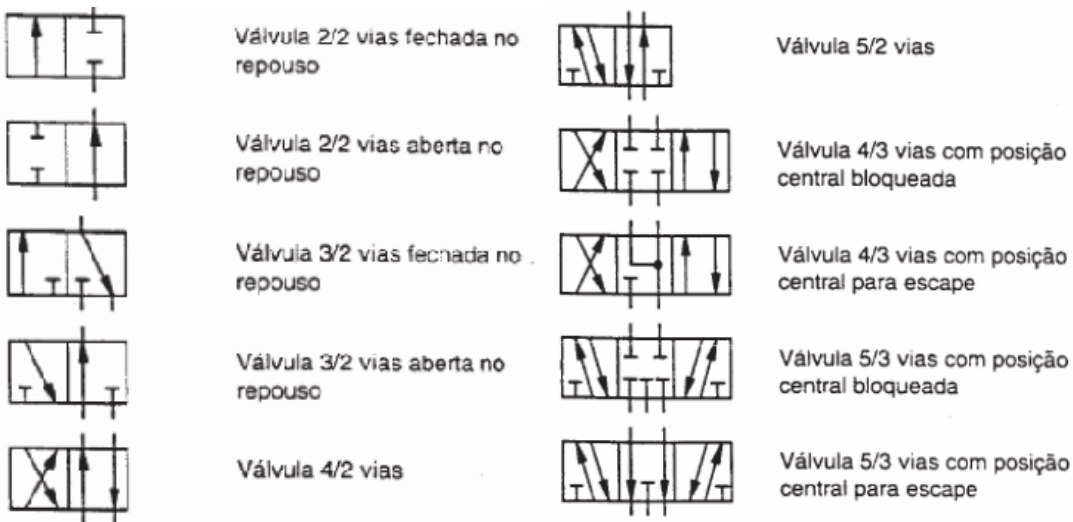 Válvula 2/2 vias fechada no
repouso
Válvula 2/2 vias aberta no
repouso
Válvula 3/2 vias fechada no
repouso
Válvula 3/2 vias aberta no
repouso
Válvula 4/2 vias
Válvula 5/2 vias
Válvula 4/3 vias com posição
central bloqueada
Válvula 4/3 vias com posição
central para escape
Válvula 5/3 vias com posição
central bloqueada
Válvula 5/3 vias com posição
central para escape